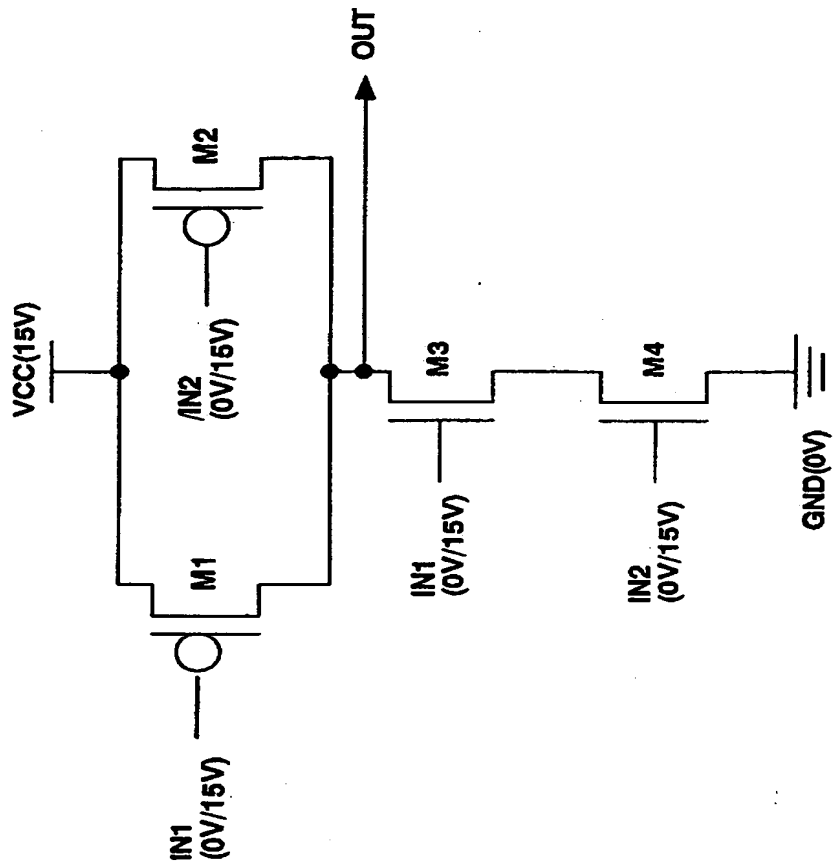 VCC(15V)
M1
M2
IN1
(0V/15V)
/IN2
(0V/15V)
OUT
IN1
(0V/15V)
M3
IN2
(0V/15V)
M4
GND(0V)